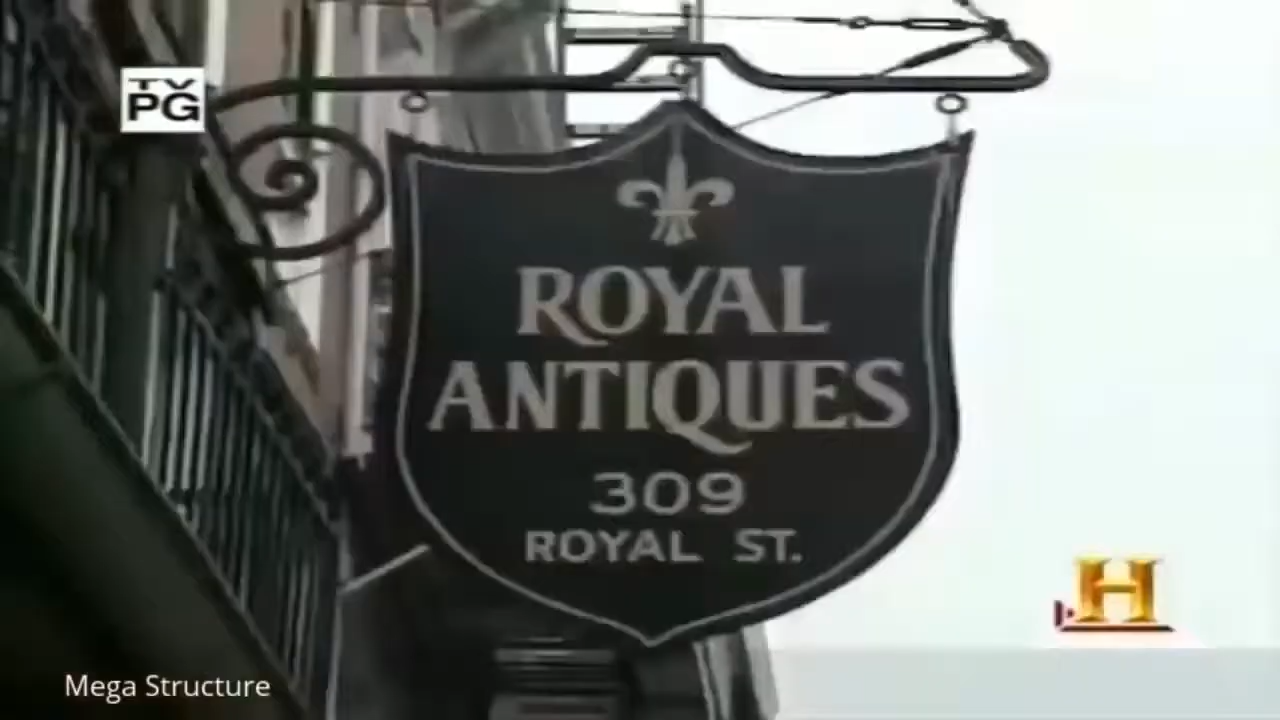 TV
PG
ROYAL
ANTIQUES
309
ROYAL ST.
H
Mega Structure